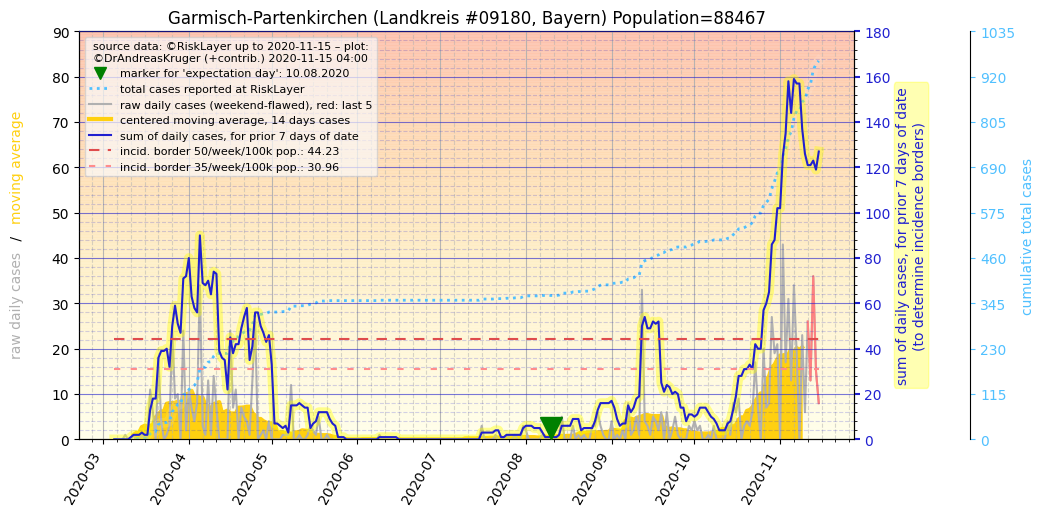 Garmisch-Partenkirchen (Landkreis #09180, Bayern) Population=88467
source data: ©RiskLayer up to 2020-11-15 – plot:
©DrAndreasKruger (+contrib.) 2020-11-15 04:00
marker for 'expectation day': 10.08.2020
total cases reported at RiskLayer
raw daily cases (weekend-flawed), red: last 5
centered moving average, 14 days cases
sum of daily cases, for prior 7 days of date
incid. border 50/week/100k pop.: 44.23
incid. border 35/week/100k pop.: 30.96
raw daily cases / moving average
90
80
70
60
50
40
30
20
10
0
180
160
140
120
100
80
60
40
20
0
sum of daily cases, for prior 7 days of date
(to determine incidence borders)
1035
920
805
690
575
460
345
230
115
0
cumulative total cases
2020-03
2020-04
2020-05
2020-06
2020-07
2020-08
2020-09
2020-10
2020-11